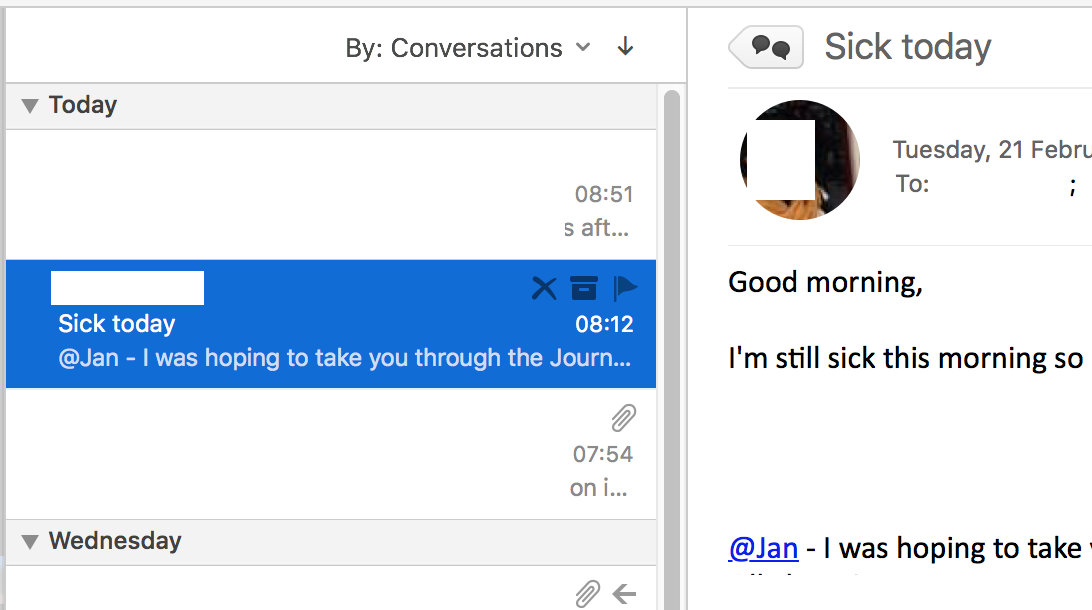 By: Conversations
Today
08:51
s aft...
Sick today
08:12
@Jan - I was hoping to take you through the Journ...
07:54
on i...
Wednesday
Sick today
Tuesday, 21 Febru
To: ;
Good morning,
I'm still sick this morning so
@Jan - I was hoping to take